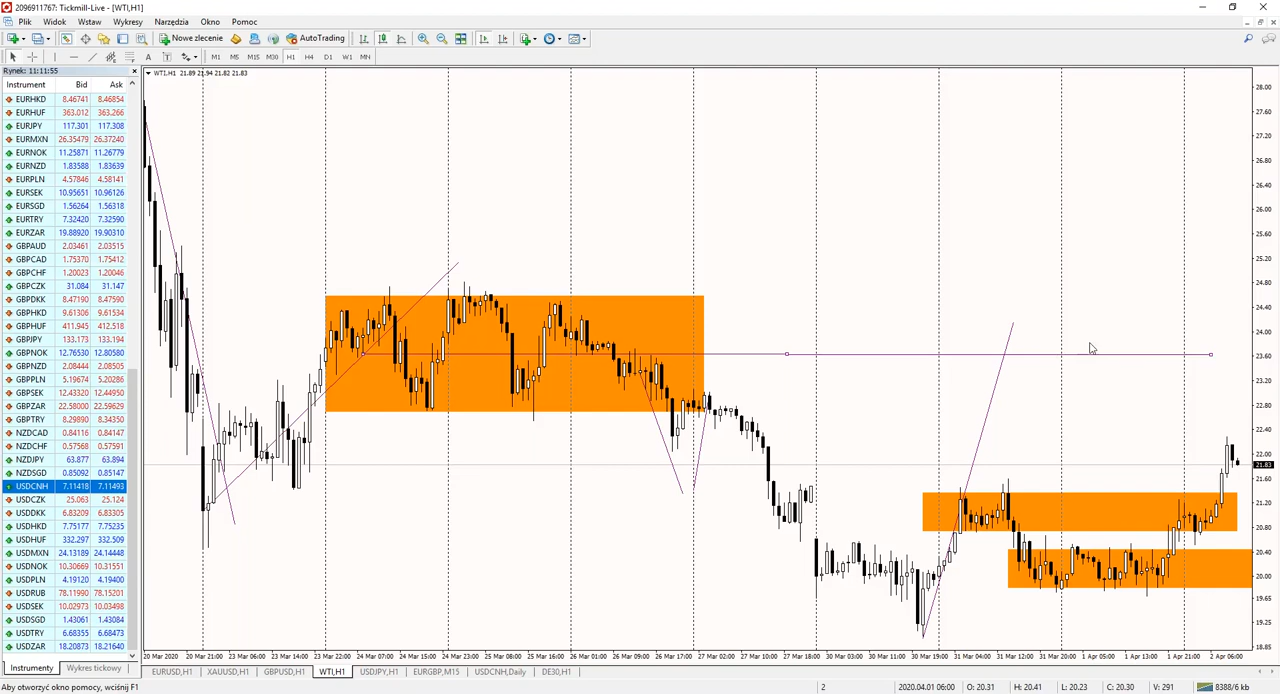 2096911767: Tickmill-Live - [WTI,H1]
Plik Widok Wstaw Wykresy Narzędzia Okno Pomoc
Nowe zlecenie AutoTrading
M1 M5 M15 M30 H1 H4 D1 W1 MN
Rynek: 11:11:55
Instrument Bid Ask
EURHKD 8.46741 8.46854
EURHUF 363.012 363.266
EURJPY 117.301 117.308
EURMXN 26.35479 26.37240
EURNOK 11.25871 11.26779
EURNZD 1.83588 1.83639
EURPLN 4.57846 4.58141
EURSEK 10.95651 10.96126
EURSGD 1.56264 1.56318
EURTRY 7.32420 7.32590
EURZAR 19.88920 19.90310
GBPAUD 2.03461 2.03515
GBPCAD 1.75370 1.75412
GBPCHF 1.20023 1.20046
GBPCZK 31.084 31.147
GBPDKK 8.47190 8.47590
GBPHKD 9.61091 9.61534
GBPHUF 411.945 412.518
GBPJPY 133.173 133.194
GBPNOK 12.76530 12.80580
GBPNZD 2.08444 2.08505
GBPPLN 5.19674 5.20286
GBPSEK 12.43320 12.44950
GBPZAR 22.58000 22.59629
GBPTRY 8.29890 8.34350
NZDCAD 0.84116 0.84147
NZDCHF 0.57568 0.57591
NZDJPY 63.877 63.894
NZDSGD 0.85092 0.85147
USDCNH 7.11418 7.11493
USDCZK 25.063 25.124
USDDKK 6.83209 6.83305
USDHKD 7.75177 7.75235
USDHUF 332.297 332.509
USDMXN 24.13189 24.14448
USDNOK 10.30669 10.31551
USDPLN 4.19120 4.19400
USDRUB 78.11990 78.15201
USDSEK 10.02973 10.03498
USDSGD 1.43061 1.43084
USDTRY 6.68355 6.68473
USDZAR 18.20873 18.21640
Instrumenty Wykres tickowy
WTI,H1 21.89 21.94 21.82 21.83
28.00
27.60
27.20
26.80
26.40
26.00
25.60
25.20
24.80
24.40
24.00
23.60
23.20
22.80
22.40
22.00
21.83
21.60
21.20
20.80
20.40
20.00
19.65
19.25
18.85
20 Mar 2020 20 Mar 21:00 23 Mar 06:00 23 Mar 22:00 24 Mar 07:00 24 Mar 15:00 24 Mar 23:00 25 Mar 08:00 25 Mar 16:00 26 Mar 01:00 26 Mar 09:00 26 Mar 17:00 27 Mar 02:00 27 Mar 10:00 27 Mar 18:00 30 Mar 03:00 30 Mar 11:00 30 Mar 19:00 31 Mar 04:00 31 Mar 12:00 31 Mar 20:00 1 Apr 05:00 1 Apr 13:00 1 Apr 21:00 2 Apr 06:00
EURUSD,H1 XAUUSD,H1 GBPUSD,H1 WTI,H1 USDJPY,H1 EURGBP,M15 USDCNH,Daily DE30,H1
Aby otworzyć okno pomocy, wciśnij F1 2 2020.04.01 06:00 O: 20.31 H: 20.41 L: 20.23 C: 20.30 V: 291 8388/6 kb